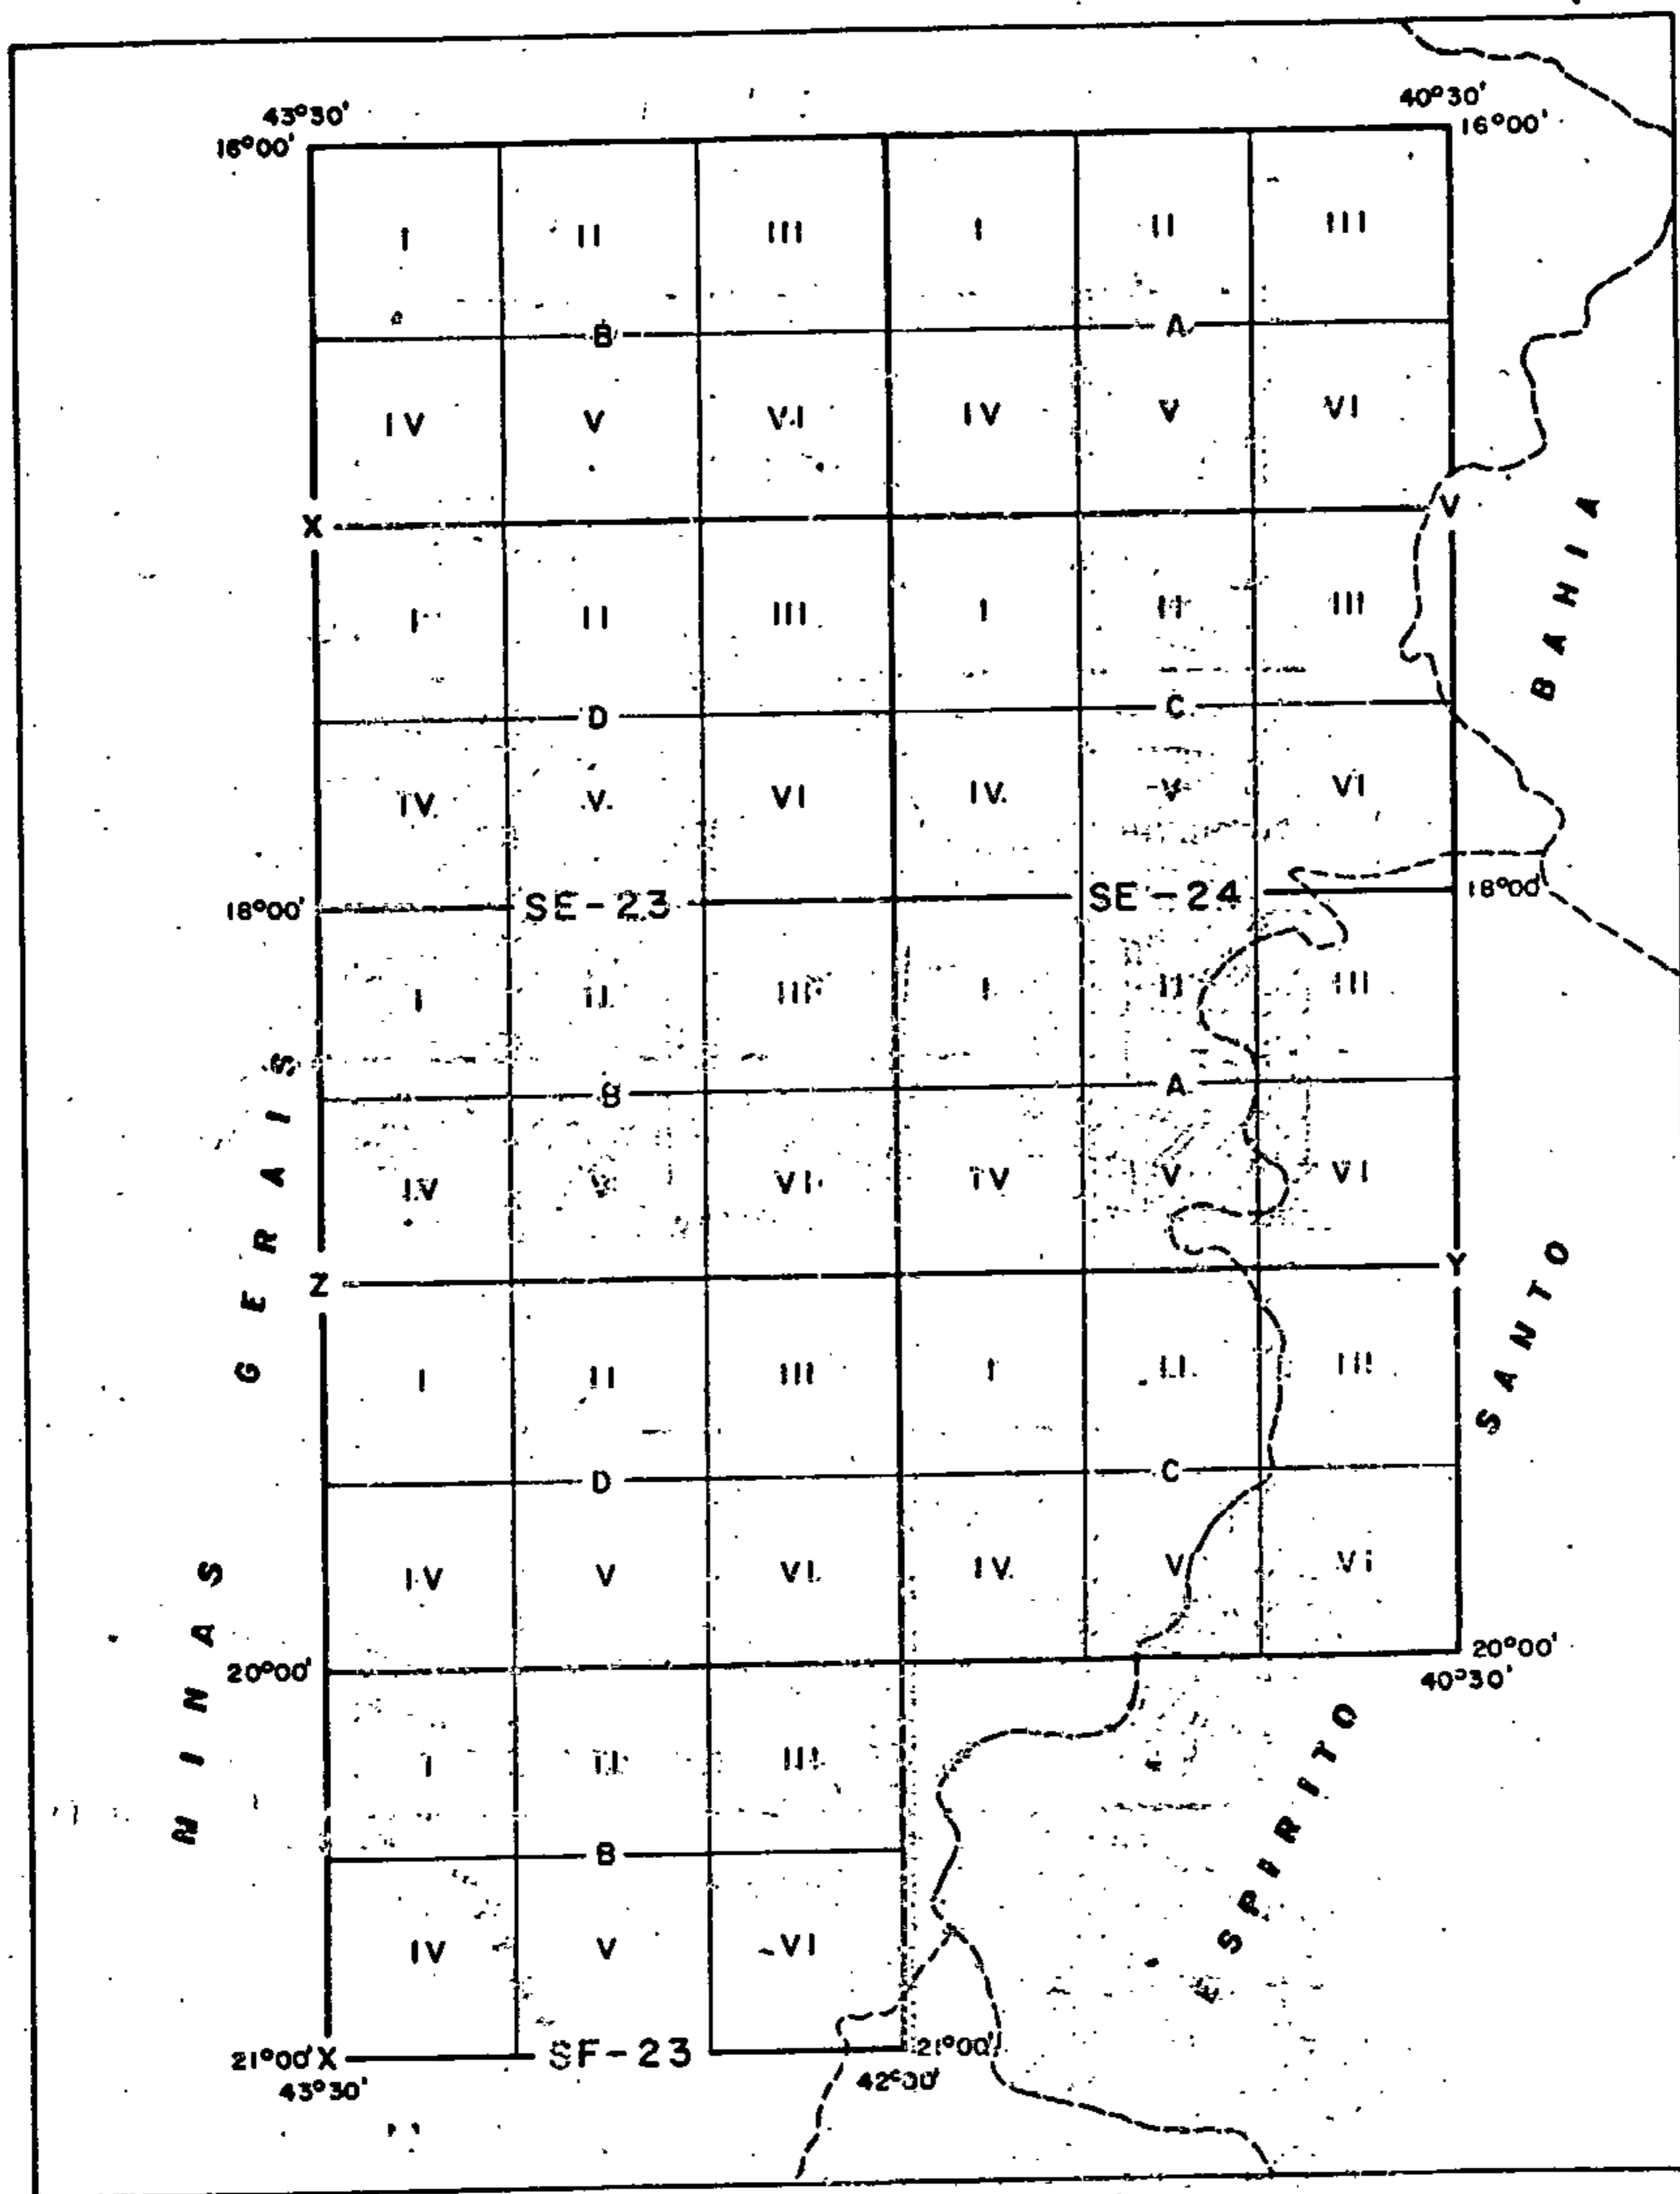 43°30' 40°30'
16°00' 16°00'
I II III I II III
B A
IV V VI IV V VI
X V
I II III I II III
D C
IV V VI IV V VI
18°00' SE-23 SE-24 18°00'
I II III I II III
B A
IV V VI IV V VI
Z Y
I II III I II III
D C
IV V VI IV V VI
20°00' 20°00'
40°30'
I II III
B
IV V VI
21°00' X SF-23 21°00'
43°30' 42°00'
MINAS GERAIS
BAHIA
ESPIRITO SANTO